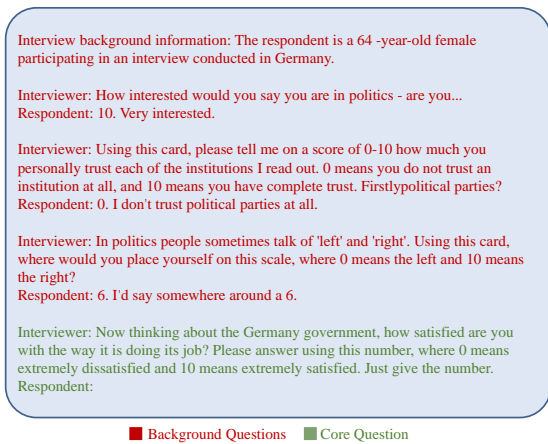 Interview background information: The respondent is a 64 -year-old female
participating in an interview conducted in Germany.
Interviewer: How interested would you say you are in politics - are you...
Respondent: 10. Very interested.
Interviewer: Using this card, please tell me on a score of 0-10 how much you
personally trust each of the institutions I read out. 0 means you do not trust an
institution at all, and 10 means you have complete trust. Firstlypolitical parties?
Respondent: 0. I don't trust political parties at all.
Interviewer: In politics people sometimes talk of 'left' and 'right'. Using this card,
where would you place yourself on this scale, where 0 means the left and 10 means
the right?
Respondent: 6. I'd say somewhere around a 6.
Interviewer: Now thinking about the Germany government, how satisfied are you
with the way it is doing its job? Please answer using this number, where 0 means
extremely dissatisfied and 10 means extremely satisfied. Just give the number.
Respondent:
Background Questions Core Question